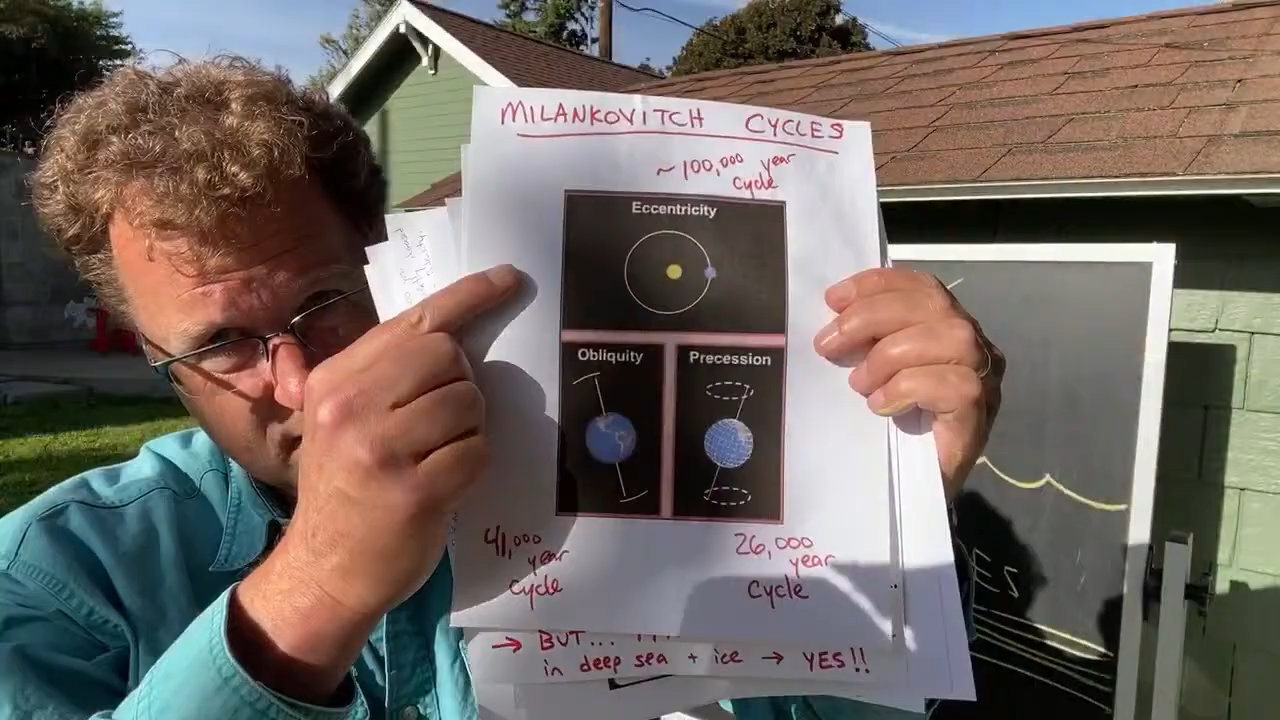 MILANKOVITCH CYCLES
~100,000 year
cycle
Eccentricity
Obliquity
Precession
41,000
year
cycle
26,000
year
cycle
→ BUT...
in deep sea + ice → YES!!
ES